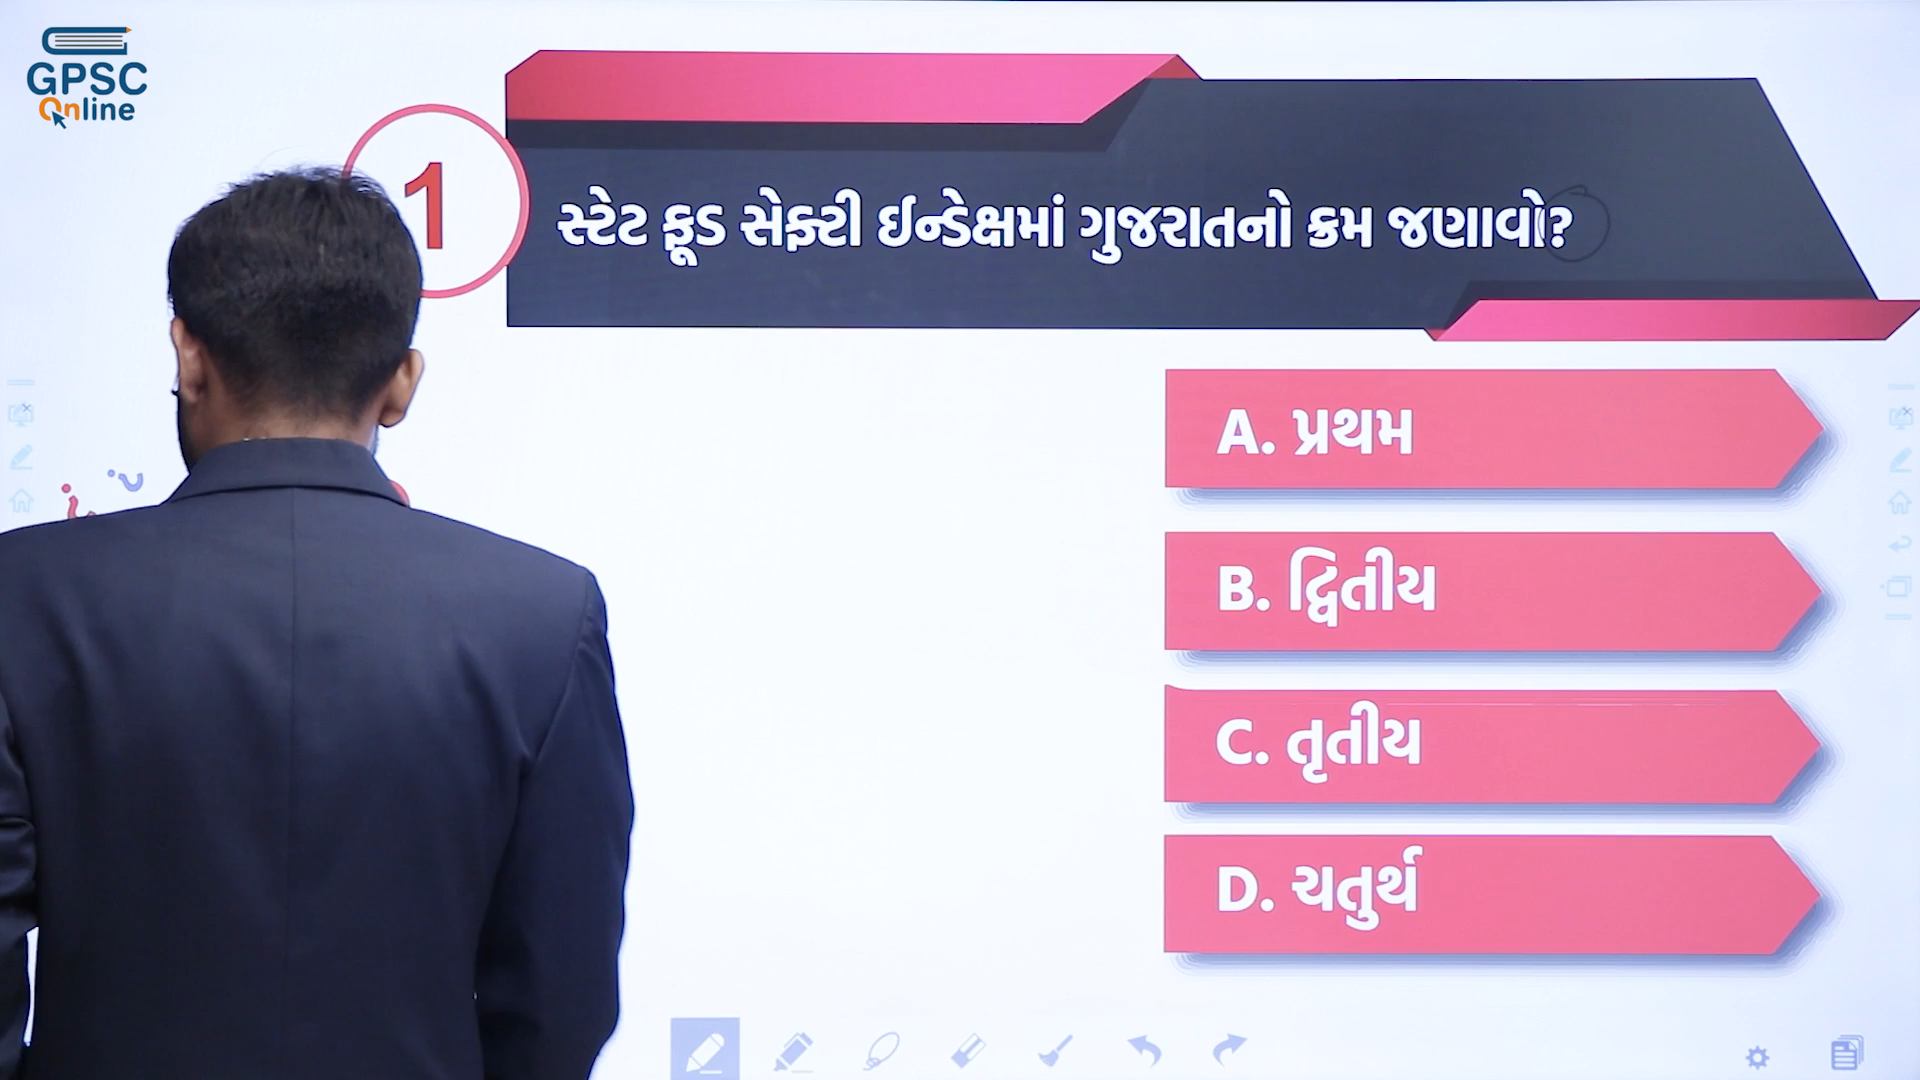 GPSC
Online
1
સ્ટેટ ફૂડ સેફ્ટી ઈન્ડેક્ષમાં ગુજરાતનો ક્રમ જણાવો?
A. પ્રથમ
B. દ્વિતીય
C. તૃતીય
D. ચતુર્થ